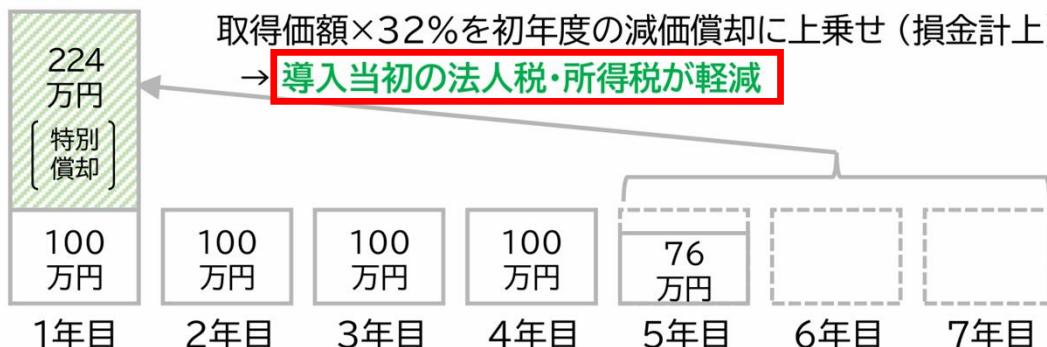 取得価額×32%を初年度の減価償却に上乗せ(損金計上
→導入当初の法人税・所得税が軽減
224
万円
特別
償却
100
万円
100
万円
100
万円
100
万円
76
万円
1年目
2年目
3年目
4年目
5年目
6年目
7年目